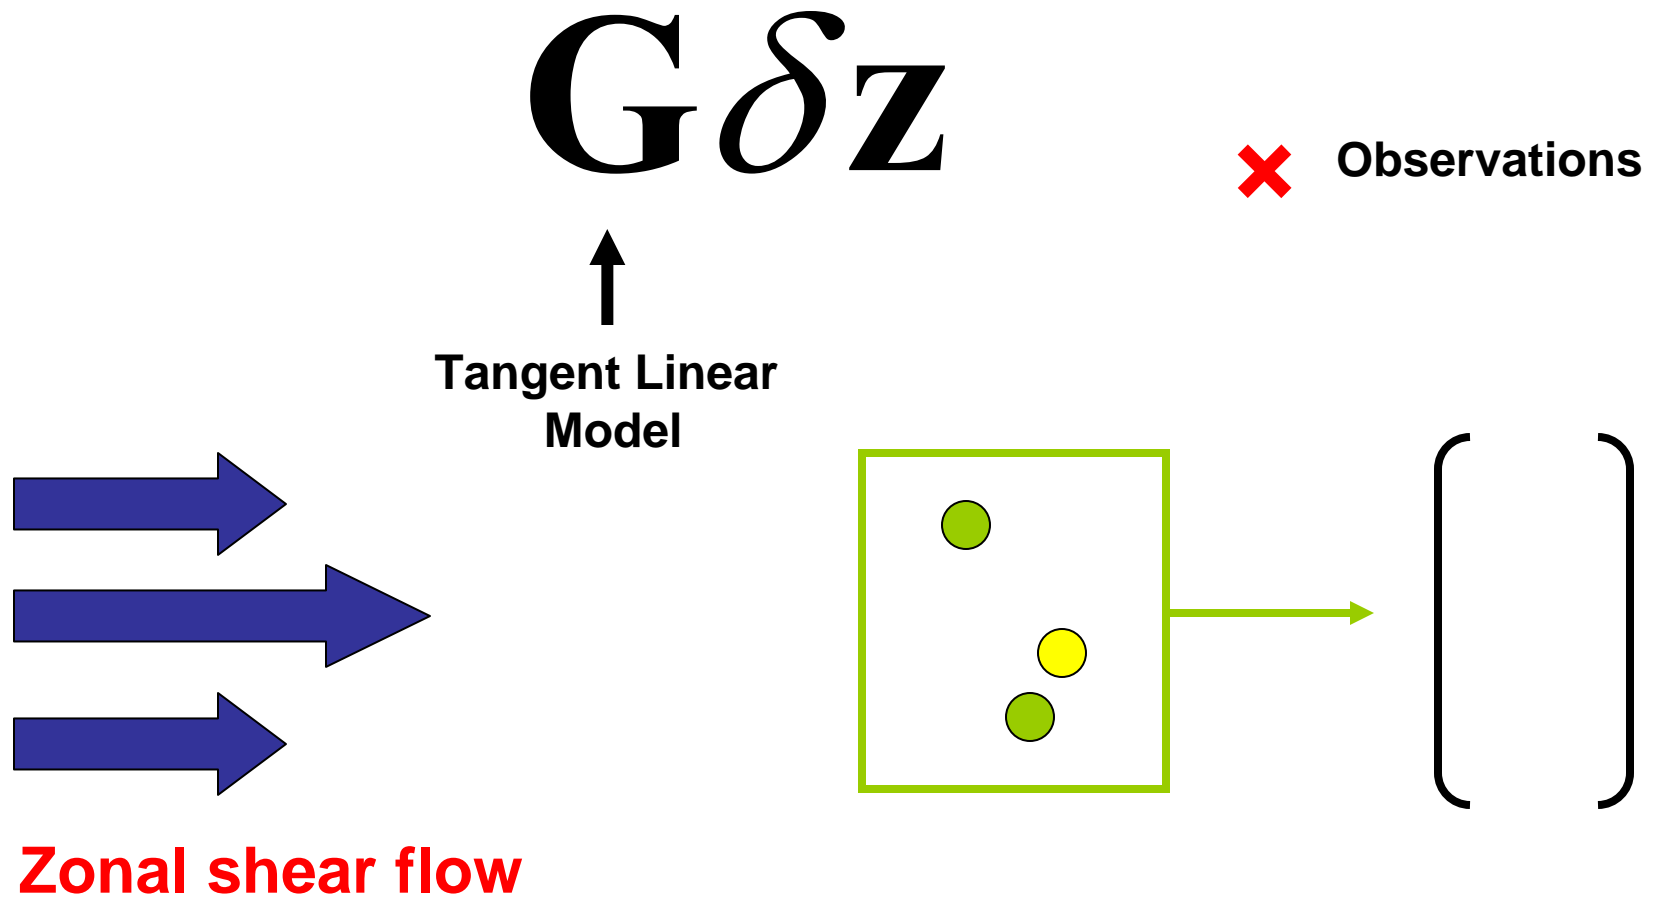 Gδz
Observations
Tangent Linear
Model
Zonal shear flow